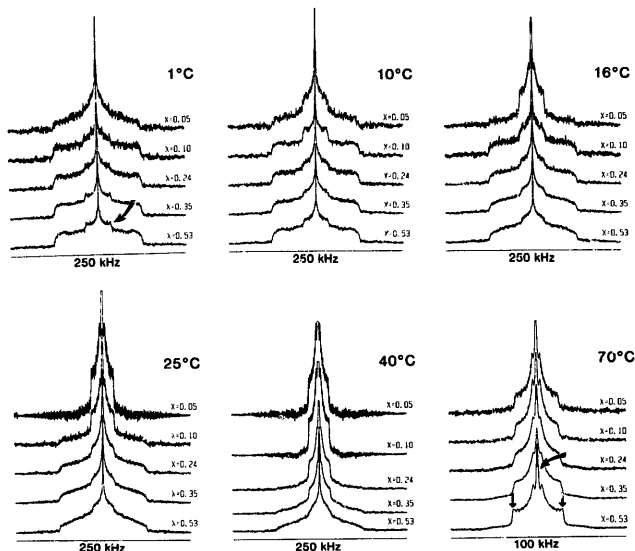 1°C
X=0.05
X=0.10
X=0.24
X=0.35
X=0.53
250 kHz
10°C
X=0.05
X=0.10
X=0.24
X=0.35
X=0.53
250 kHz
16°C
X=0.05
X=0.10
X=0.24
X=0.35
X=0.53
250 kHz
25°C
X=0.05
X=0.10
X=0.24
X=0.35
X=0.53
250 kHz
40°C
X=0.05
X=0.10
X=0.24
X=0.35
X=0.53
250 kHz
70°C
X=0.05
X=0.10
X=0.24
X=0.35
X=0.53
100 kHz